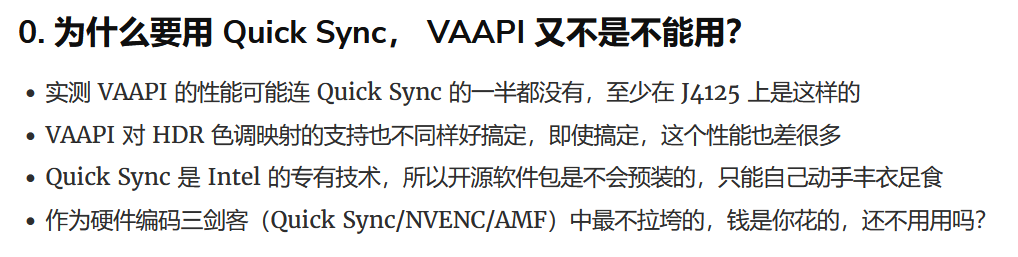 0. 为什么要用 Quick Sync， VAAPI 又不是不能用？
• 实测 VAAPI 的性能可能连 Quick Sync 的一半都没有，至少在 J4125 上是这样的
• VAAPI 对 HDR 色调映射的支持也不同样好搞定，即使搞定，这个性能也差很多
• Quick Sync 是 Intel 的专有技术，所以开源软件包是不会预装的，只能自己动手丰衣足食
• 作为硬件编码三剑客（Quick Sync/NVENC/AMF）中最不拉垮的，钱是你花的，还不用用吗？